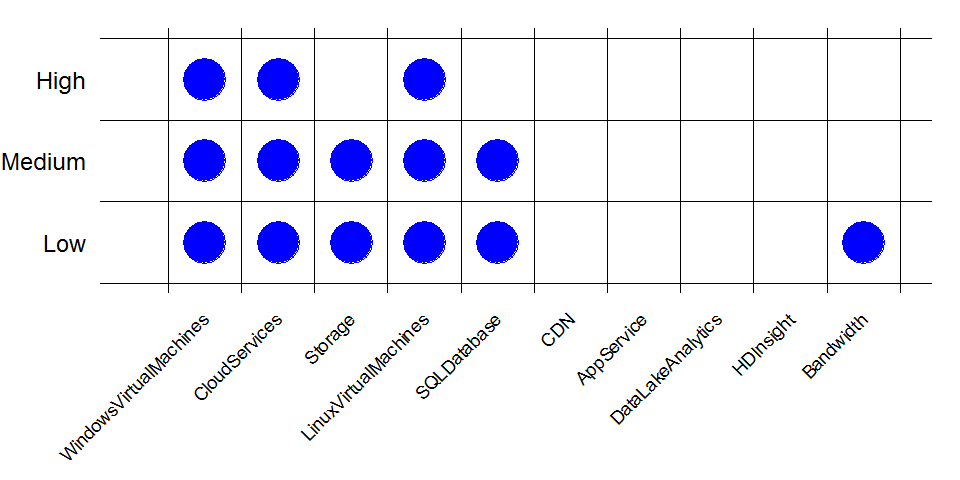 High
Medium
Low
WindowsVirtualMachines
CloudServices
Storage
LinuxVirtualMachines
SQLDatabase
CDN
AppService
DataLakeAnalytics
HDInsight
Bandwidth